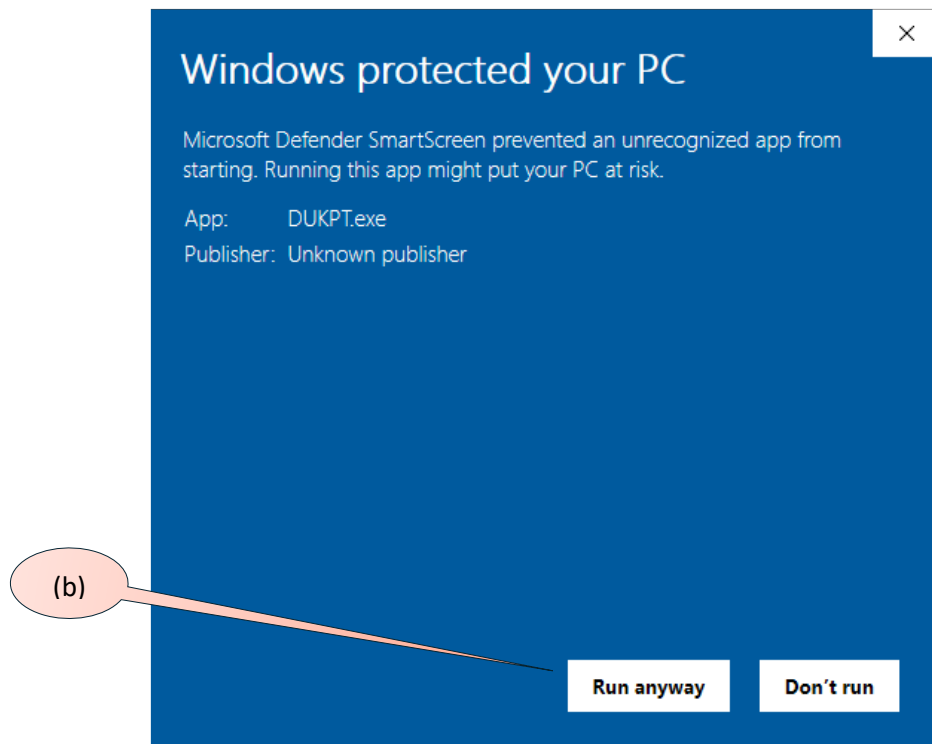 Windows protected your PC
Microsoft Defender SmartScreen prevented an unrecognized app from
starting. Running this app might put your PC at risk.
App: DUKPT.exe
Publisher: Unknown publisher
(b)
Run anyway Don't run